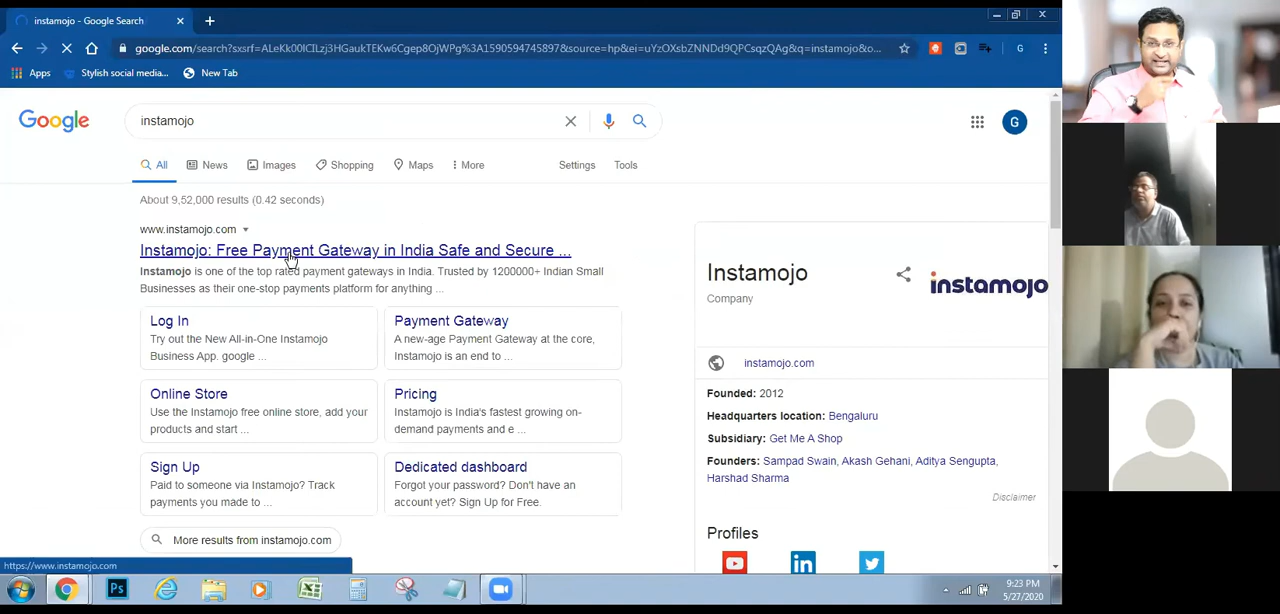 instamojo - Google Search
google.com/search?sxsrf=ALeKk00ICILzj3HGaukTEKw6Cgep8OjWPg%3A1590594745897&source=hp&ei=uYzOXsbZNNDd9QPCsqzQAg&q=instamojo&o...
G
Apps
Stylish social media...
New Tab
Google
instamojo
G
All
News
Images
Shopping
Maps
More
Settings
Tools
About 9,52,000 results (0.42 seconds)
www.instamojo.com
Instamojo: Free Payment Gateway in India Safe and Secure ...
Instamojo is one of the top rated payment gateways in India. Trusted by 1200000+ Indian Small
Businesses as their one-stop payments platform for anything ...
Log In
Try out the New All-in-One Instamojo
Business App. google ...
Payment Gateway
A new-age Payment Gateway at the core,
Instamojo is an end to ...
Online Store
Use the Instamojo free online store, add your
products and start ...
Pricing
Instamojo is India's fastest growing on-
demand payments and e ...
Sign Up
Paid to someone via Instamojo? Track
payments you made to ...
Dedicated dashboard
Forgot your password? Don't have an
account yet? Sign Up for Free.
More results from instamojo.com
Instamojo
Company
instamojo
instamojo.com
Founded: 2012
Headquarters location: Bengaluru
Subsidiary: Get Me A Shop
Founders: Sampad Swain, Akash Gehani, Aditya Sengupta,
Harshad Sharma
Disclaimer
Profiles
in
https://www.instamojo.com
Ps
9:23 PM
5/27/2020